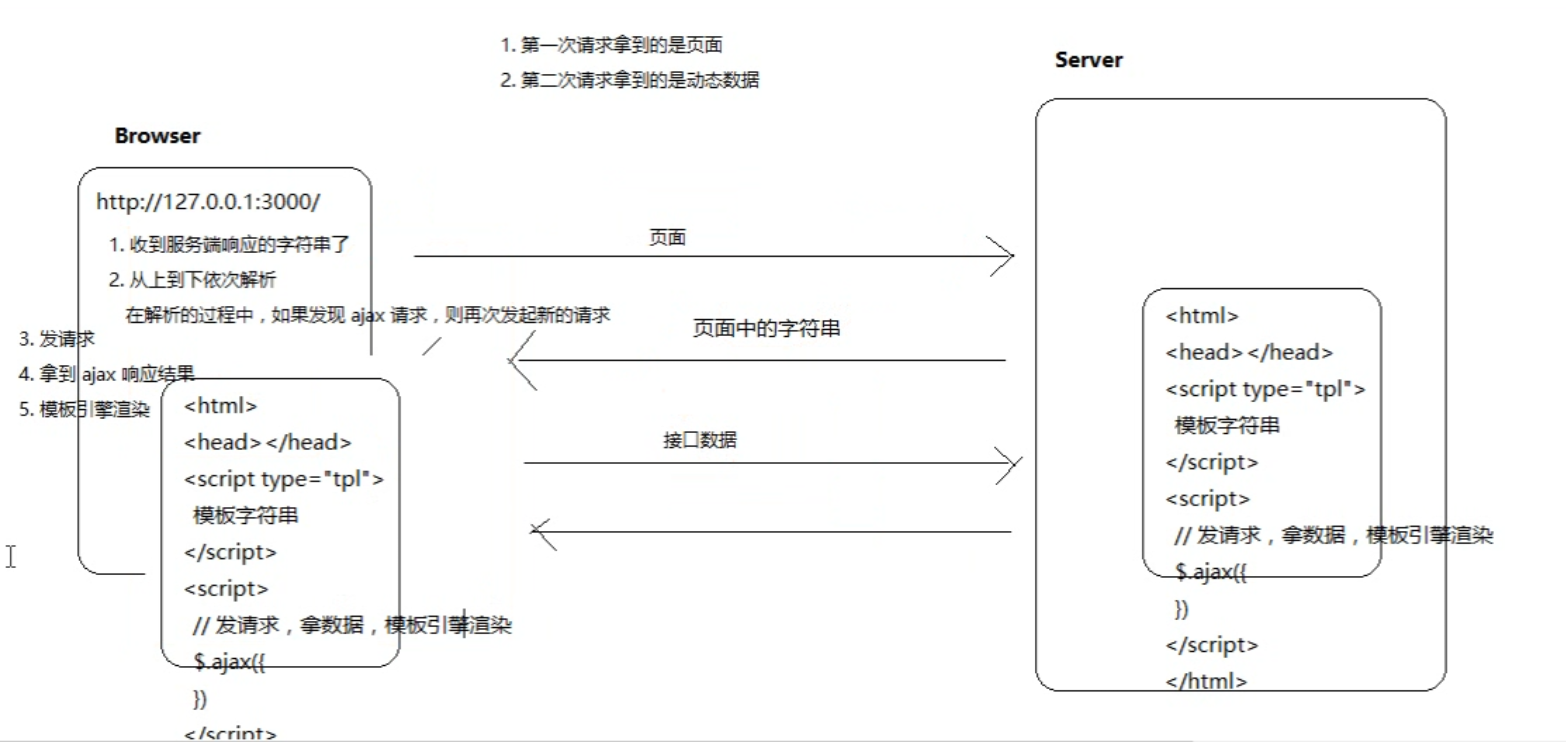 1. 第一次请求拿到的是页面
2. 第二次请求拿到的是动态数据
Server
Browser
http://127.0.0.1:3000/
1. 收到服务端响应的字符串了
2. 从上到下依次解析
在解析的过程中，如果发现 ajax 请求，则再次发起新的请求
3. 发请求
4. 拿到 ajax 响应结果
5. 模板引擎渲染
<html>
<head></head>
<script type="tpl">
模板字符串
</script>
<script>
// 发请求，拿数据，模板引擎渲染
$.ajax({
})
</script>
页面
页面中的字符串
接口数据
<html>
<head></head>
<script type="tpl">
模板字符串
</script>
<script>
// 发请求，拿数据，模板引擎渲染
$.ajax({
})
</script>
</html>